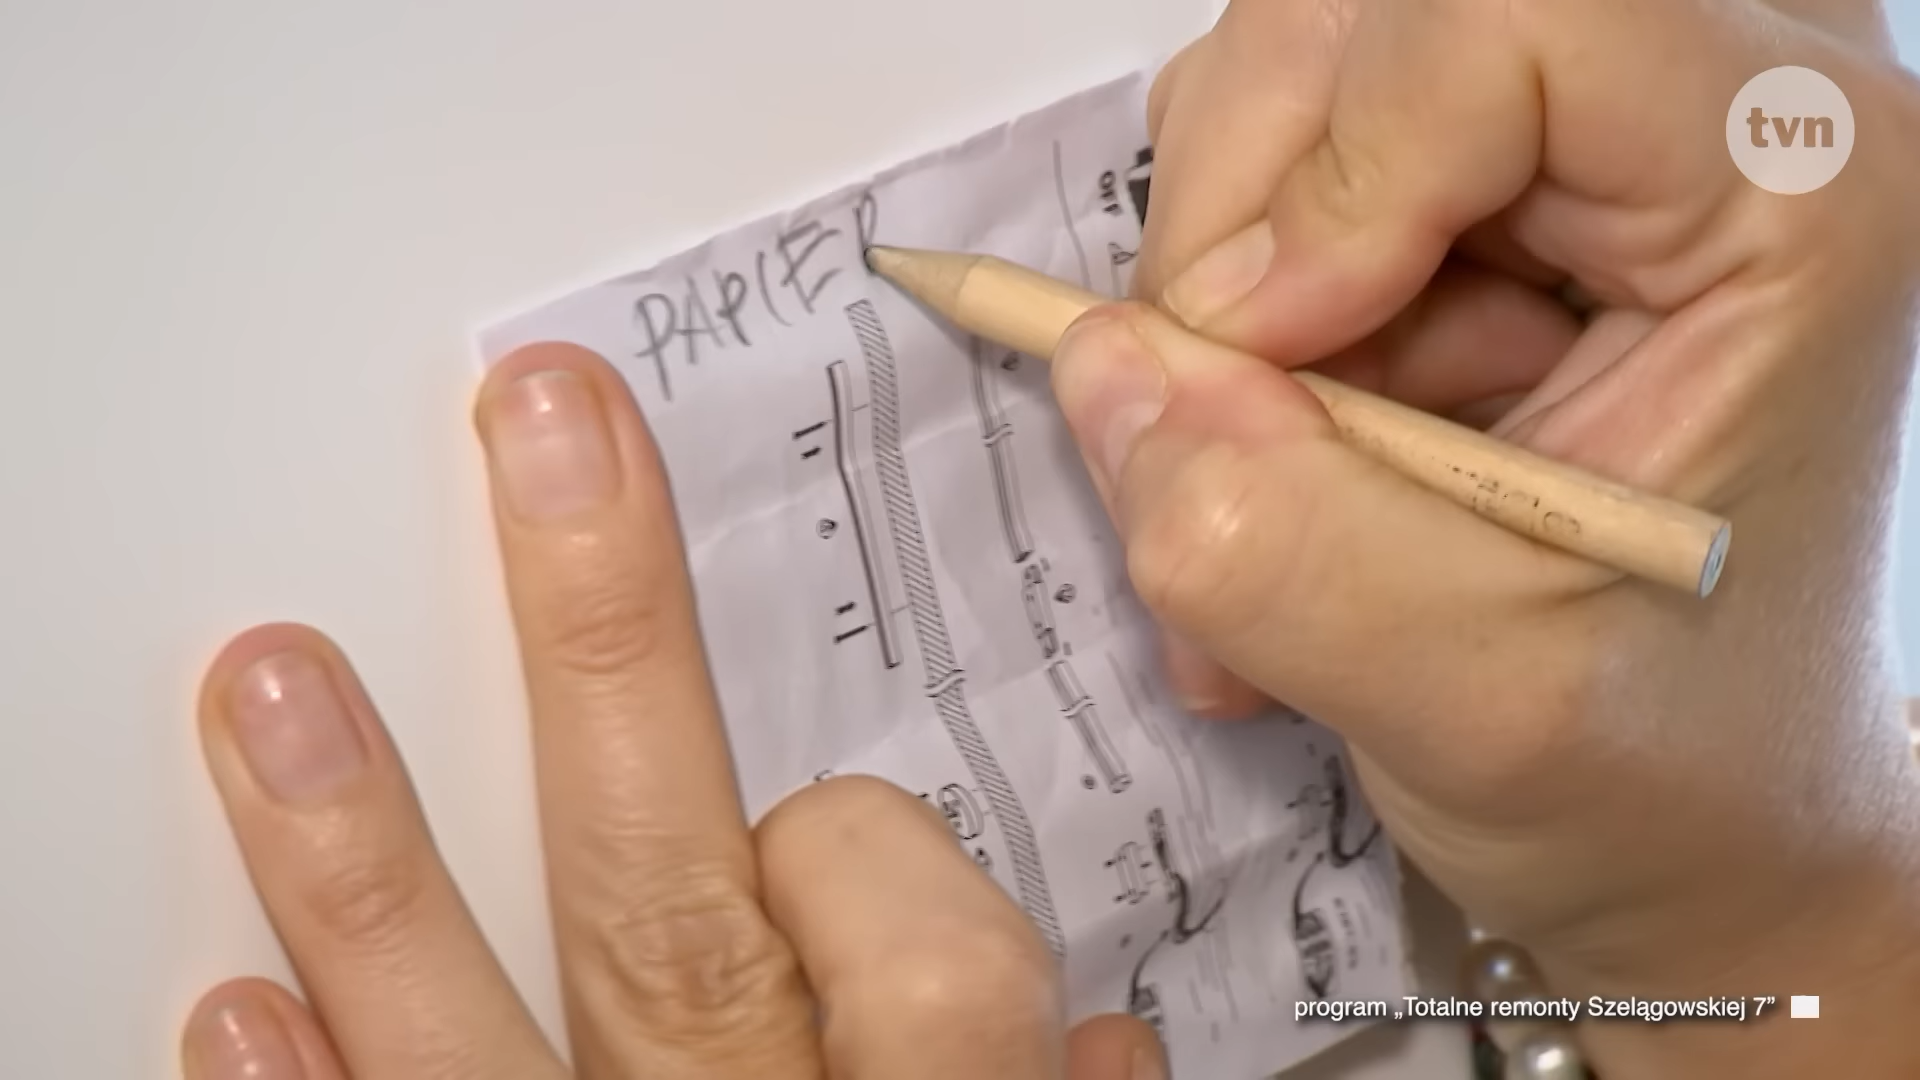 tvn
PAPIER
program „Totalne remonty Szelągowskiej 7”